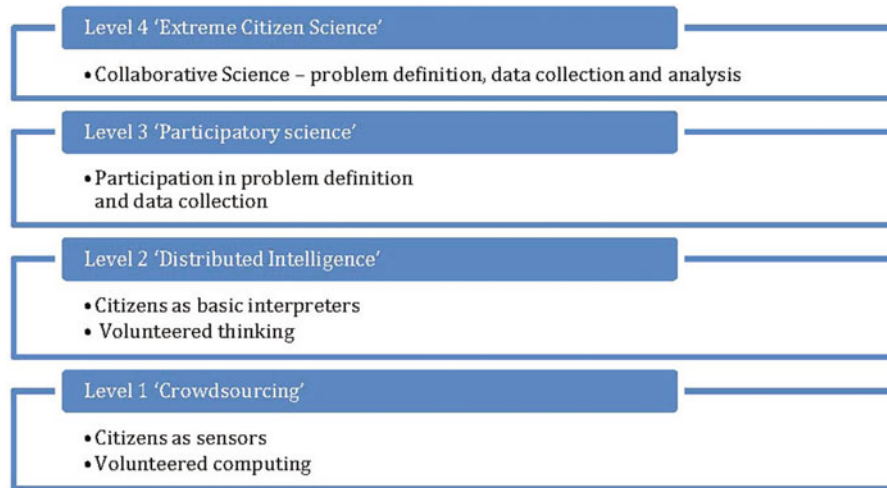 Level 4 ‘Extreme Citizen Science’
•Collaborative Science – problem definition, data collection and analysis
Level 3 ‘Participatory science’
•Participation in problem definition
and data collection
Level 2 ‘Distributed Intelligence’
•Citizens as basic interpreters
• Volunteered thinking
Level 1 ‘Crowdsourcing’
•Citizens as sensors
•Volunteered computing